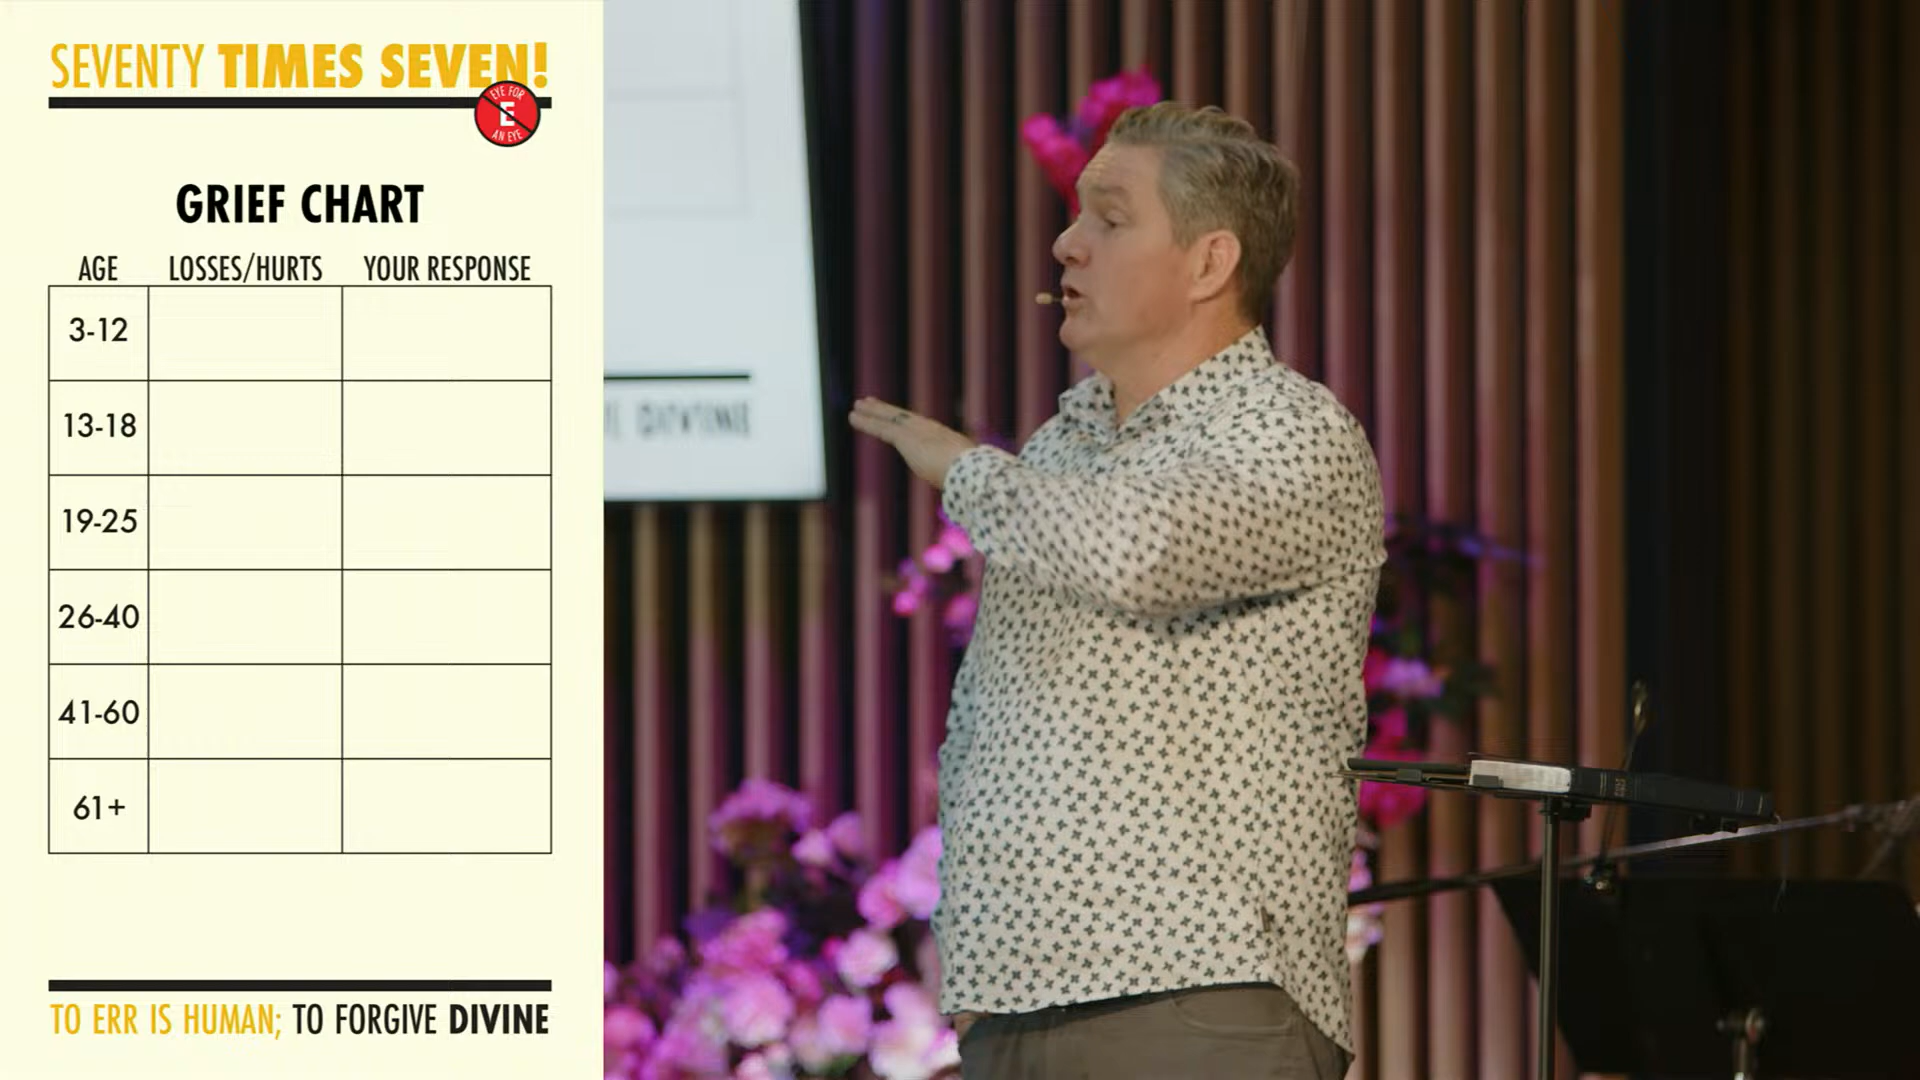 SEVENTY TIMES SEVEN!
EYE FOR
E
AN EYE
GRIEF CHART
AGE LOSSES/HURTS YOUR RESPONSE
3-12
13-18
19-25
26-40
41-60
61+
TO ERR IS HUMAN; TO FORGIVE DIVINE
DIVINE